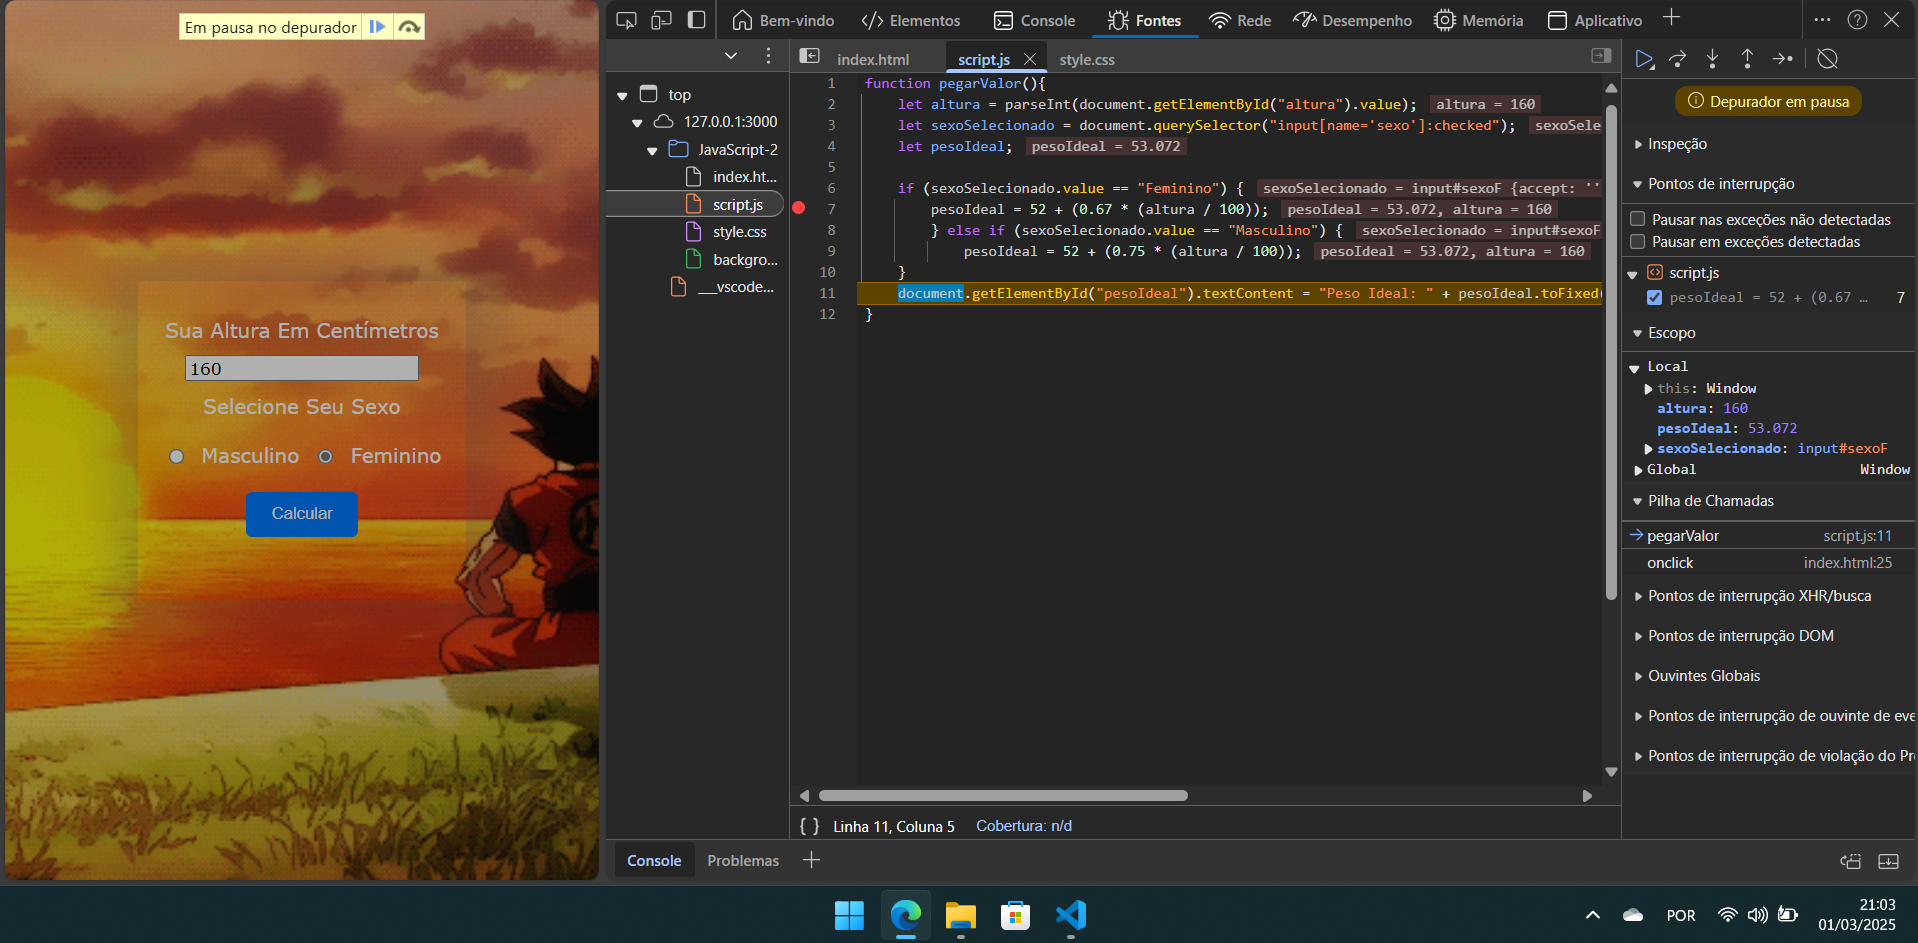 Em pausa no depurador
Sua Altura Em Centímetros
160
Selecione Seu Sexo
Masculino Feminino
Calcular
Bem-vindo Elementos Console Fontes Rede Desempenho Memória Aplicativo
top
127.0.0.1:3000
JavaScript-2
index.ht...
script.js
style.css
backgro...
__vscode...
index.html script.js style.css
1 function pegarValor(){
2 let altura = parseInt(document.getElementById("altura").value); altura = 160
3 let sexoSelecionado = document.querySelector("input[name='sexo']:checked"); sexoSele
4 let pesoIdeal; pesoIdeal = 53.072
5
6 if (sexoSelecionado.value == "Feminino") { sexoSelecionado = input#sexoF {accept: ''
7 pesoIdeal = 52 + (0.67 * (altura / 100)); pesoIdeal = 53.072, altura = 160
8 } else if (sexoSelecionado.value == "Masculino") { sexoSelecionado = input#sexoF
9 pesoIdeal = 52 + (0.75 * (altura / 100)); pesoIdeal = 53.072, altura = 160
10 }
11 document.getElementById("pesoIdeal").textContent = "Peso Ideal: " + pesoIdeal.toFixed(
12 }
{ } Linha 11, Coluna 5 Cobertura: n/d
Depurador em pausa
Inspeção
Pontos de interrupção
Pausar nas exceções não detectadas
Pausar em exceções detectadas
script.js
pesoIdeal = 52 + (0.67 … 7
Escopo
Local
this: Window
altura: 160
pesoIdeal: 53.072
sexoSelecionado: input#sexoF
Global Window
Pilha de Chamadas
pegarValor script.js:11
onclick index.html:25
Pontos de interrupção XHR/busca
Pontos de interrupção DOM
Ouvintes Globais
Pontos de interrupção de ouvinte de eve
Pontos de interrupção de violação do Pr
Console Problemas
POR
21:03
01/03/2025